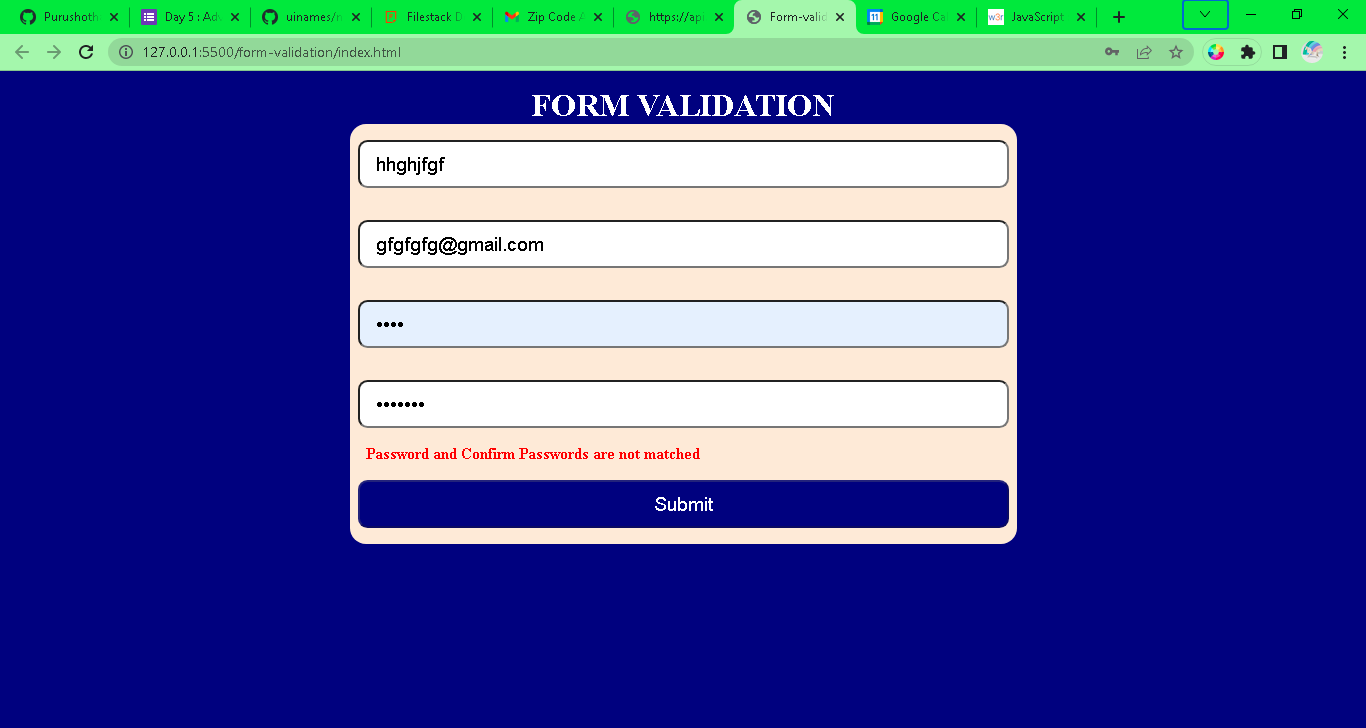 Purushoth
Day 5 : Adv
uinames/n
Filestack D
Zip Code A
https://api
Form-valid
Google Cal
JavaScript
127.0.0.1:5500/form-validation/index.html
FORM VALIDATION
hhghjfgf
gfgfgfg@gmail.com
••••
•••••••
Password and Confirm Passwords are not matched
Submit